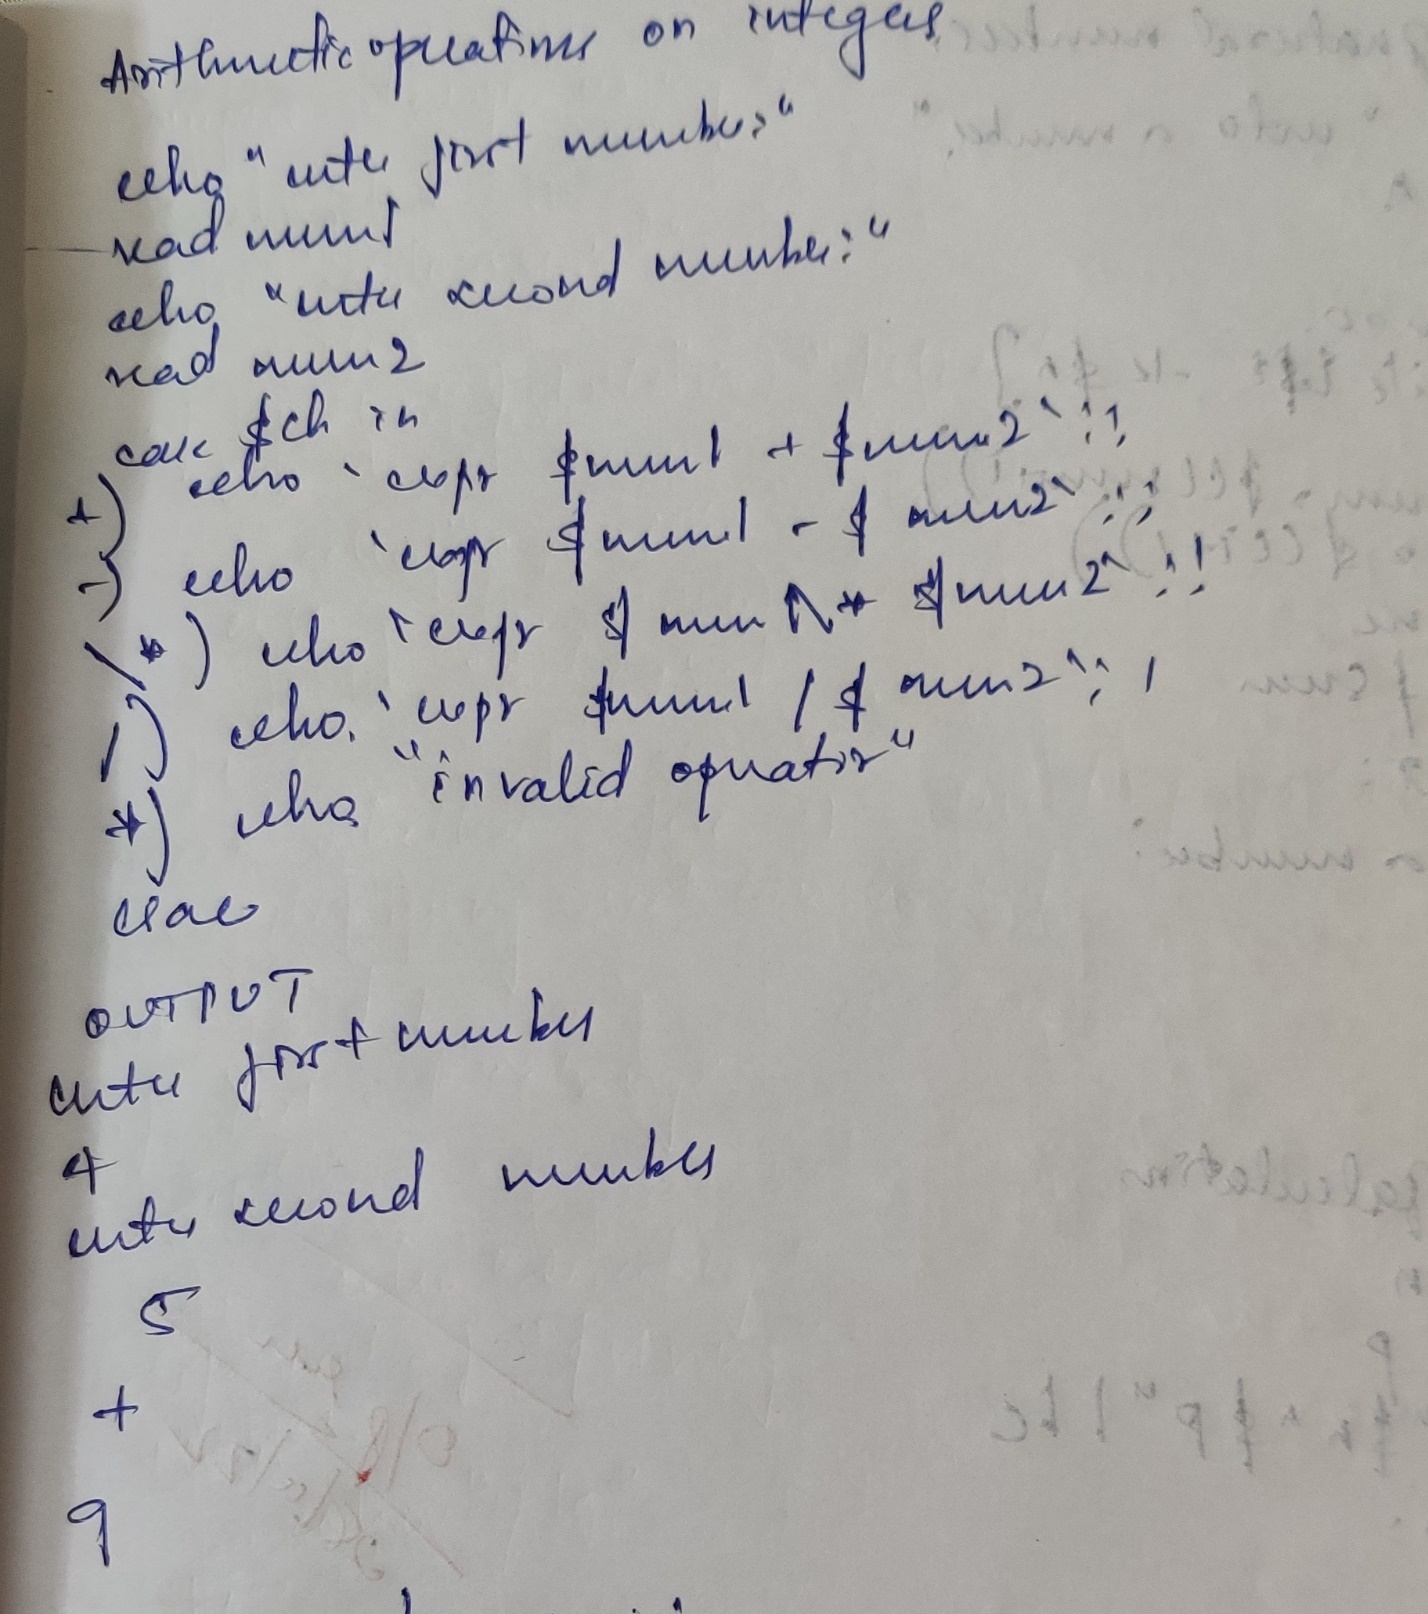 Arithmetic operations on integers
echo "enter first number:"
read num1
echo "enter second number:"
read num2
case $ch in
+) echo `expr $num1 + $num2`;;
-) echo `expr $num1 - $num2`;;
\*) echo `expr $num1 \* $num2`;;
/) echo `expr $num1 / $num2`;;
*) echo "invalid operator"
esac
OUTPUT
enter first number
4
enter second number
5
+
9